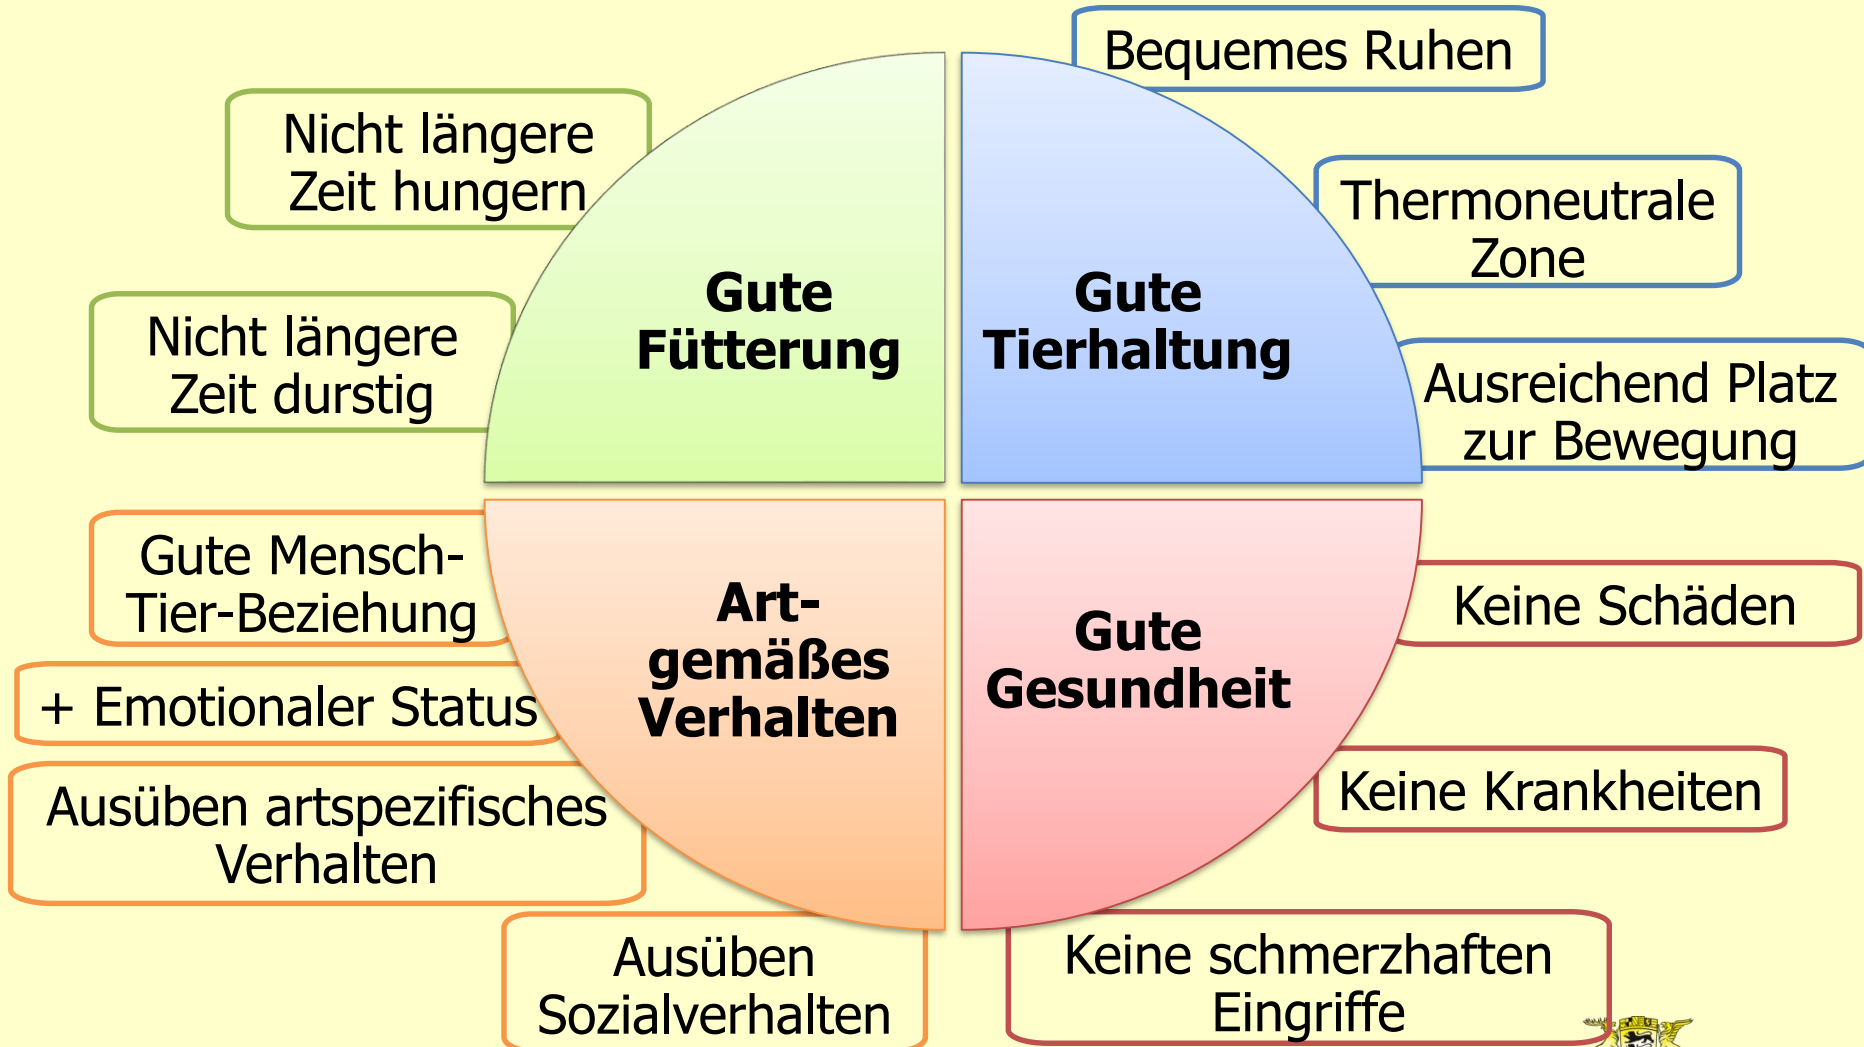 Bequemes Ruhen
Nicht längere
Zeit hungern
Thermoneutrale
Zone
Gute
Fütterung
Gute
Tierhaltung
Nicht längere
Zeit durstig
Ausreichend Platz
zur Bewegung
Gute Mensch-
Tier-Beziehung
+ Emotionaler Status
Ausüben artspezifisches
Verhalten
Ausüben
Sozialverhalten
Art-
gemäßes
Verhalten
Gute
Gesundheit
Keine Schäden
Keine Krankheiten
Keine schmerzhaften
Eingriffe